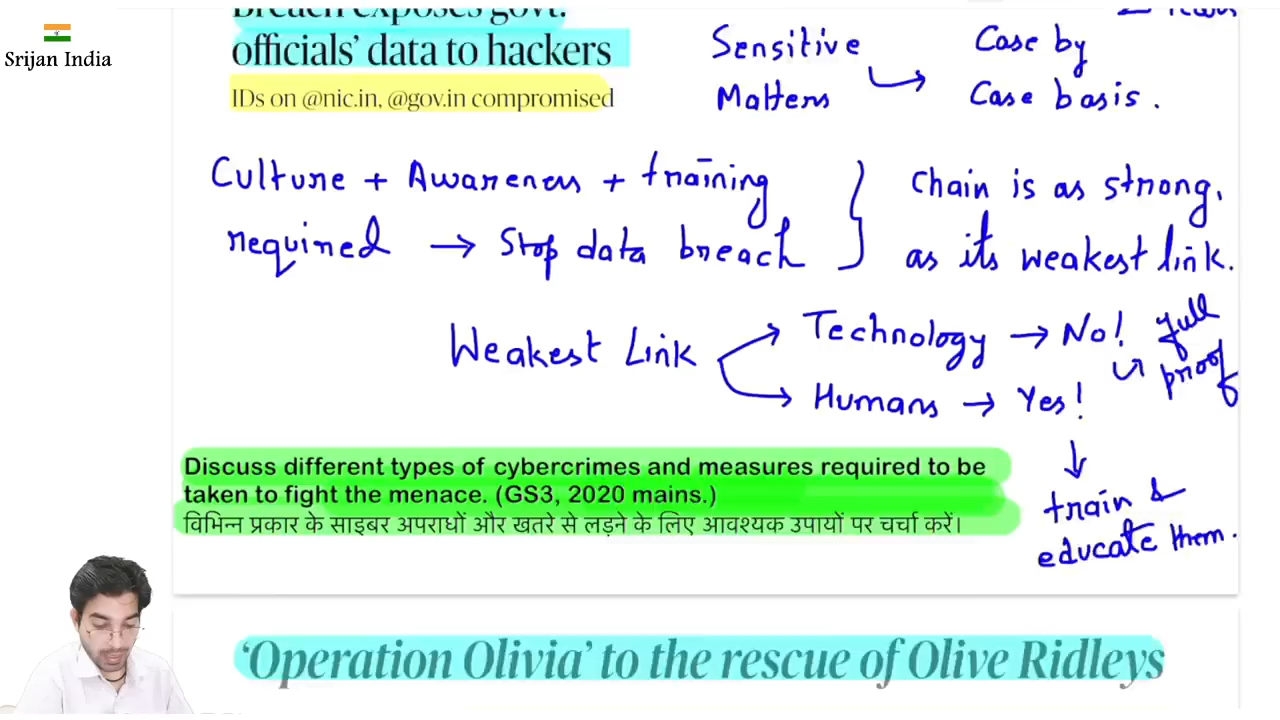 Breach exposes govt.
officials' data to hackers
IDs on @nic.in, @gov.in compromised
Srijan India
Sensitive
Matters
Case by
Case basis.
Culture + Awareness + training
required → Stop data breach
Chain is as strong,
as its weakest link.
Weakest Link
Technology → No! full
proof
Humans → Yes!
train &
educate them.
Discuss different types of cybercrimes and measures required to be
taken to fight the menace. (GS3, 2020 mains.)
विभिन्न प्रकार के साइबर अपराधों और खतरे से लड़ने के लिए आवश्यक उपायों पर चर्चा करें।
'Operation Olivia' to the rescue of Olive Ridleys